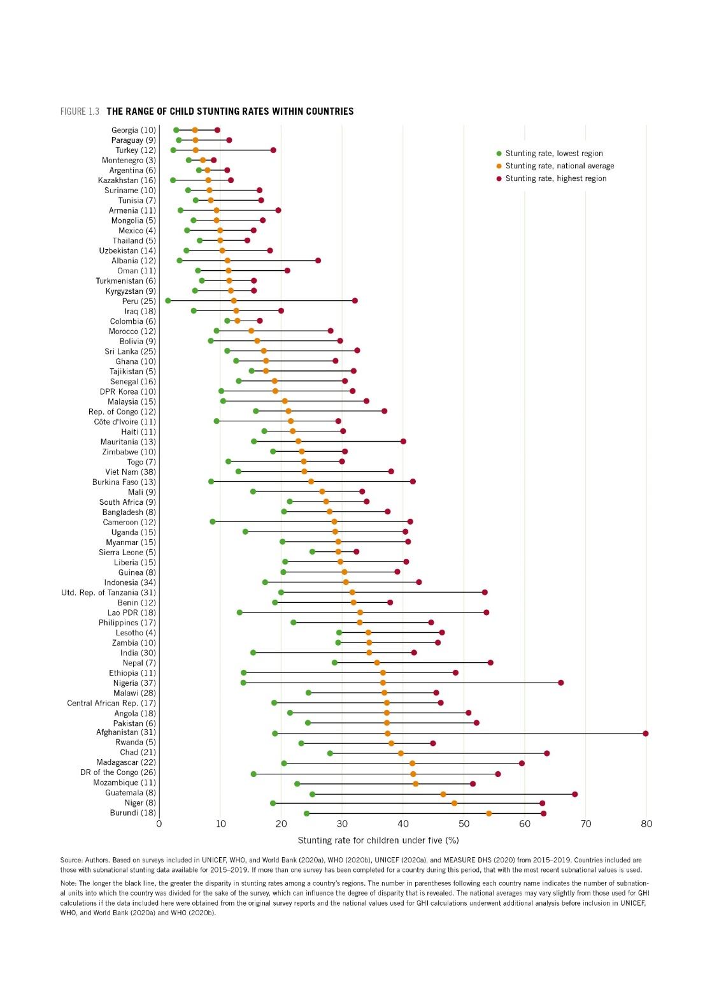 FIGURE 1.3 THE RANGE OF CHILD STUNTING RATES WITHIN COUNTRIES
Georgia (10)
Paraguay (9)
Turkey (12)
Montenegro (3)
Argentina (6)
Kazakhstan (16)
Suriname (10)
Tunisia (7)
Armenia (11)
Mongolia (5)
Mexico (4)
Thailand (5)
Uzbekistan (14)
Albania (12)
Oman (11)
Turkmenistan (6)
Kyrgyzstan (9)
Peru (25)
Iraq (18)
Colombia (6)
Morocco (12)
Bolivia (9)
Sri Lanka (25)
Ghana (10)
Tajikistan (5)
Senegal (16)
DPR Korea (10)
Malaysia (15)
Rep. of Congo (12)
Côte d'Ivoire (11)
Haiti (11)
Mauritania (13)
Zimbabwe (10)
Togo (7)
Viet Nam (38)
Burkina Faso (13)
Mali (9)
South Africa (9)
Bangladesh (8)
Cameroon (12)
Uganda (15)
Myanmar (15)
Sierra Leone (5)
Liberia (15)
Guinea (8)
Indonesia (34)
Utd. Rep. of Tanzania (31)
Benin (12)
Lao PDR (18)
Philippines (17)
Lesotho (4)
Zambia (10)
India (30)
Nepal (7)
Ethiopia (11)
Nigeria (37)
Malawi (28)
Central African Rep. (17)
Angola (18)
Pakistan (6)
Afghanistan (31)
Rwanda (5)
Chad (21)
Madagascar (22)
DR of the Congo (26)
Mozambique (11)
Guatemala (8)
Niger (8)
Burundi (18)
Stunting rate, lowest region
Stunting rate, national average
Stunting rate, highest region
0 10 20 30 40 50 60 70 80
Stunting rate for children under five (%)
Source: Authors. Based on surveys included in UNICEF, WHO, and World Bank (2020a), WHO (2020b), UNICEF (2020a), and MEASURE DHS (2020) from 2015–2019. Countries included are
those with subnational stunting data available for 2015–2019. If more than one survey has been completed for a country during this period, that with the most recent subnational values is used.
Note: The longer the black line, the greater the disparity in stunting rates among a country's regions. The number in parentheses following each country name indicates the number of subnation-
al units into which the country was divided for the sake of the survey, which can influence the degree of disparity that is revealed. The national averages may vary slightly from those used for GHI
calculations if the data included here were obtained from the original survey reports and the national values used for GHI calculations underwent additional analysis before inclusion in UNICEF,
WHO, and World Bank (2020a) and WHO (2020b).